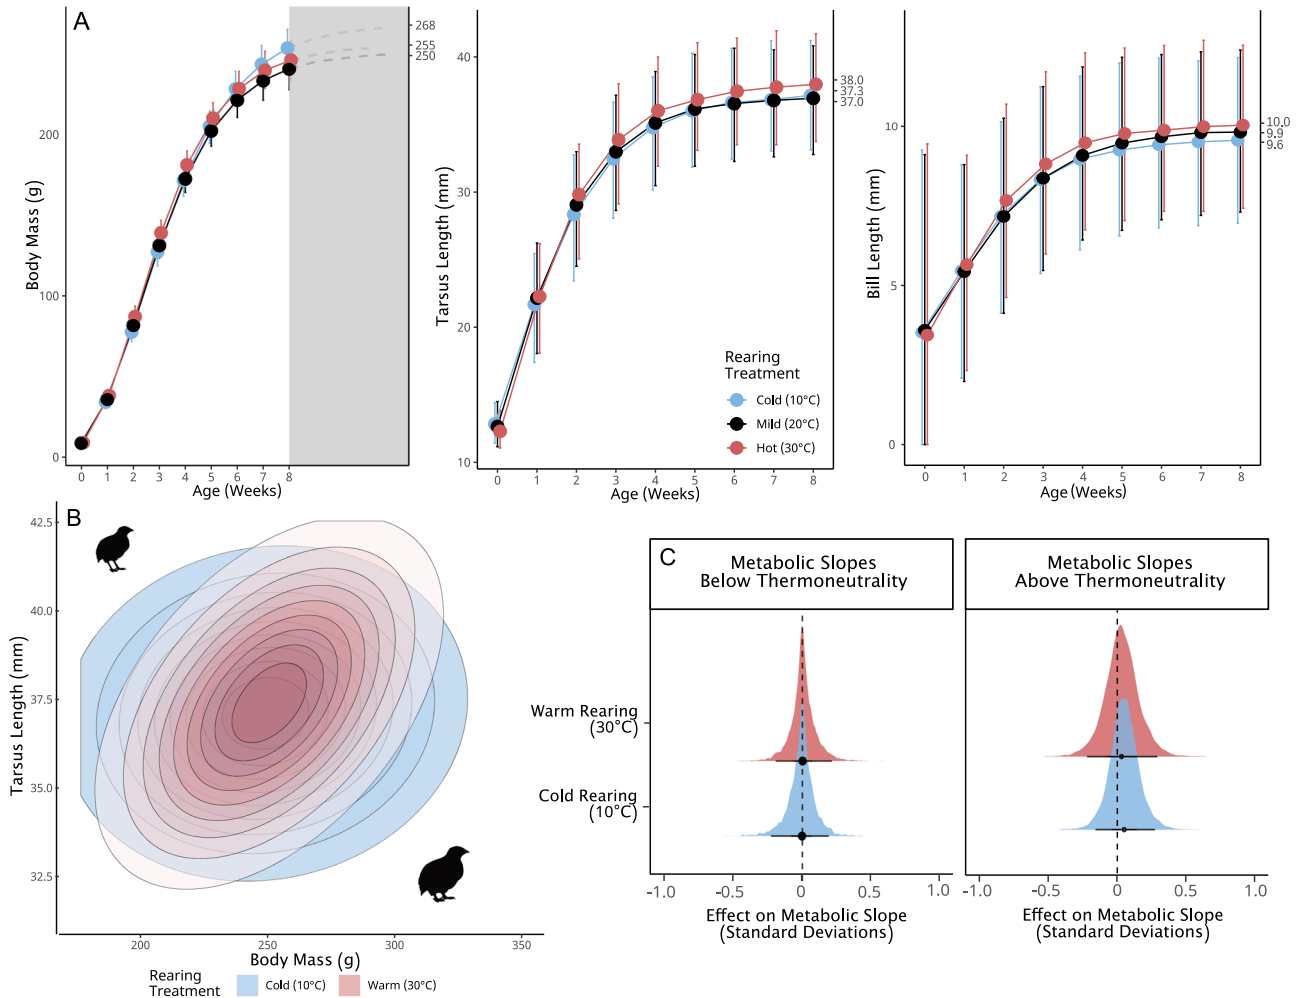 A
Body Mass (g)
200
100
0
268
255
250
0 1 2 3 4 5 6 7 8
Age (Weeks)
Tarsus Length (mm)
40
30
20
10
38.0
37.3
37.0
Rearing
Treatment
Cold (10°C)
Mild (20°C)
Hot (30°C)
0 1 2 3 4 5 6 7 8
Age (Weeks)
Bill Length (mm)
10
5
0
10.0
9.9
9.6
0 1 2 3 4 5 6 7 8
Age (Weeks)
B
Tarsus Length (mm)
42.5
40.0
37.5
35.0
32.5
200 250 300 350
Body Mass (g)
Rearing
Treatment
Cold (10°C)
Warm (30°C)
C
Metabolic Slopes
Below Thermoneutrality
Metabolic Slopes
Above Thermoneutrality
Warm Rearing
(30°C)
Cold Rearing
(10°C)
-1.0 -0.5 0 0.5 1.0
Effect on Metabolic Slope
(Standard Deviations)
-1.0 -0.5 0 0.5 1.0
Effect on Metabolic Slope
(Standard Deviations)